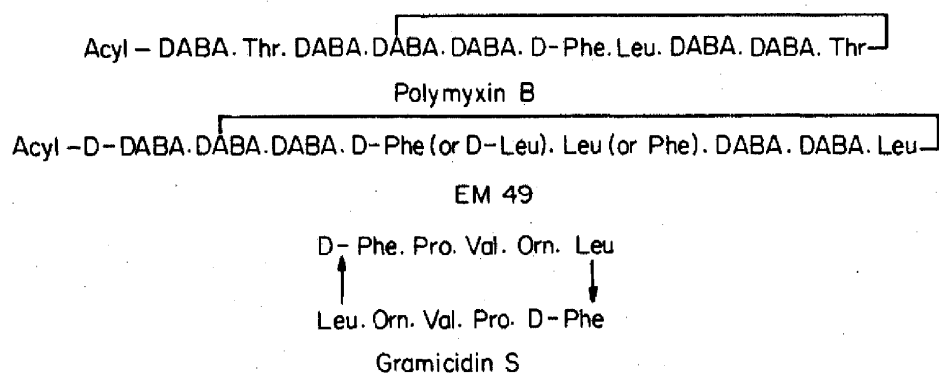 Acyl – DABA. Thr. DABA. DABA. DABA. D-Phe. Leu. DABA. DABA. Thr
Polymyxin B
Acyl – D-DABA. DABA. DABA. D-Phe (or D-Leu). Leu (or Phe). DABA. DABA. Leu
EM 49
D- Phe. Pro. Val. Orn. Leu
Leu. Orn. Val. Pro. D-Phe
Gramicidin S